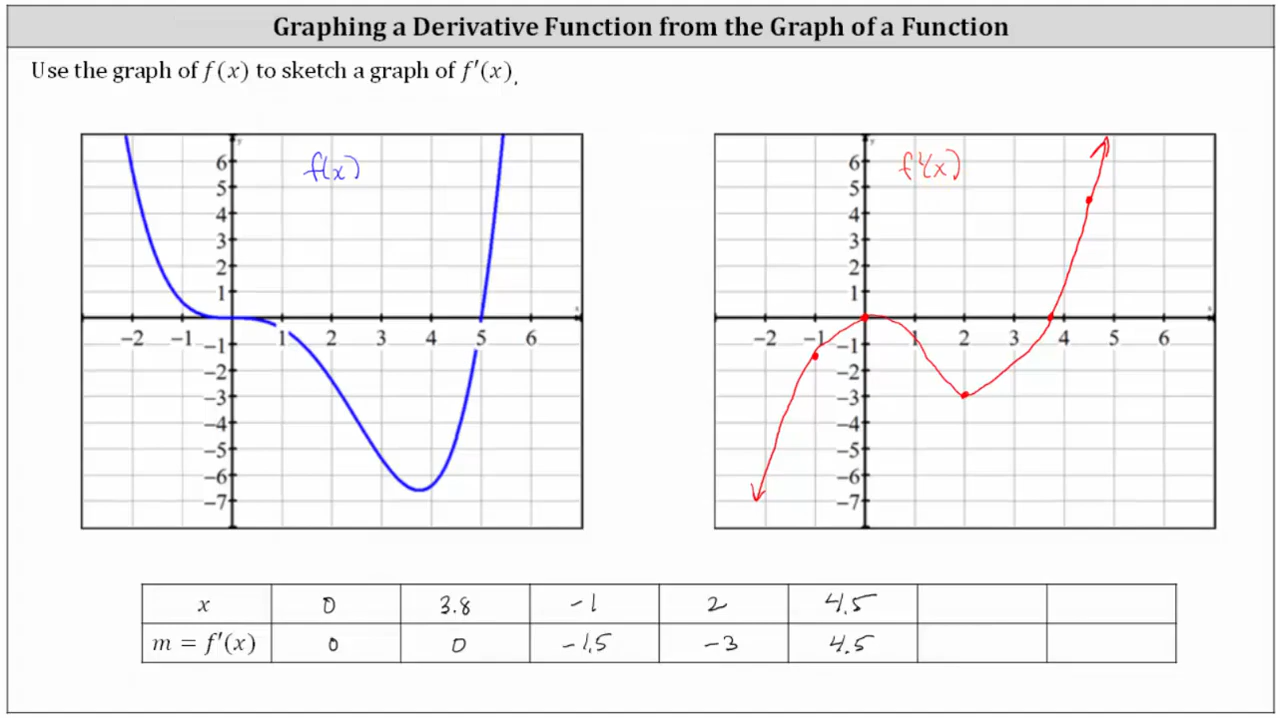 Graphing a Derivative Function from the Graph of a Function
Use the graph of f(x) to sketch a graph of f′(x).
y
f(x)
6
5
4
3
2
1
x
−2 −1 1 2 3 4 5 6
−1
−2
−3
−4
−5
−6
−7
y
f'(x)
6
5
4
3
2
1
x
−2 −1 1 2 3 4 5 6
−1
−2
−3
−4
−5
−6
−7
x 0 3.8 -1 2 4.5
m = f′(x) 0 0 -1.5 -3 4.5